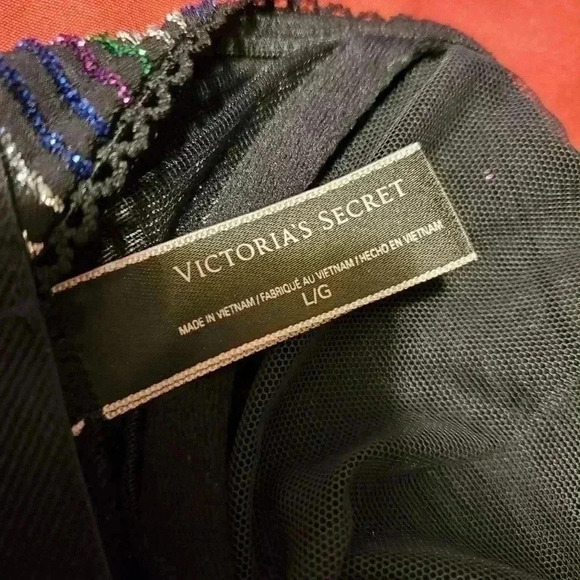 VICTORIA'S SECRET
MADE IN VIETNAM / FABRIQUÉ AU VIETNAM / HECHO EN VIETNAM
L/G